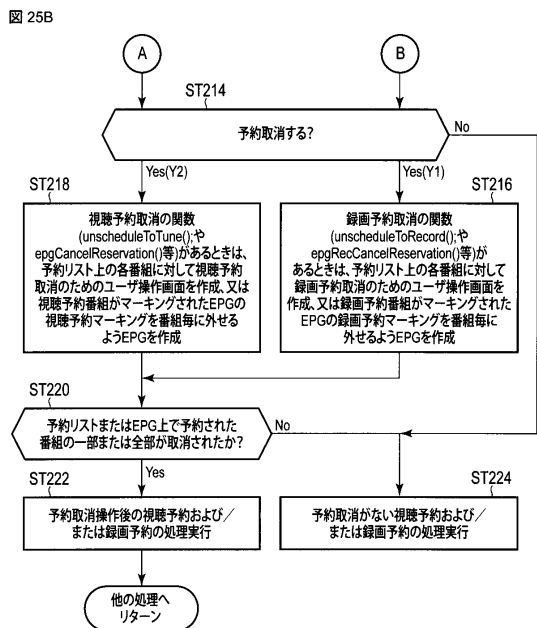 図 25B
A
B
ST214
予約取消する?
No
Yes(Y2)
Yes(Y1)
ST218
ST216
視聴予約取消の関数
(unscheduleToTune();や
epgCancelReservation()等)があるときは、
予約リスト上の各番組に対して視聴予約
取消のためのユーザ操作画面を作成、又は
視聴予約番組がマーキングされたEPGの
視聴予約マーキングを番組毎に外せる
ようEPGを作成
録画予約取消の関数
(unscheduleToRecord();や
epgRecCancelReservation()等)が
あるときは、予約リスト上の各番組に対して
録画予約取消のためのユーザ操作画面を
作成、又は録画予約番組がマーキングされた
EPGの録画予約マーキングを番組毎に
外せるようEPGを作成
ST220
予約リストまたはEPG上で予約された
番組の一部または全部が取消されたか?
No
Yes
ST222
ST224
予約取消操作後の視聴予約および/
または録画予約の処理実行
予約取消がない視聴予約および/
または録画予約の処理実行
他の処理へ
リターン